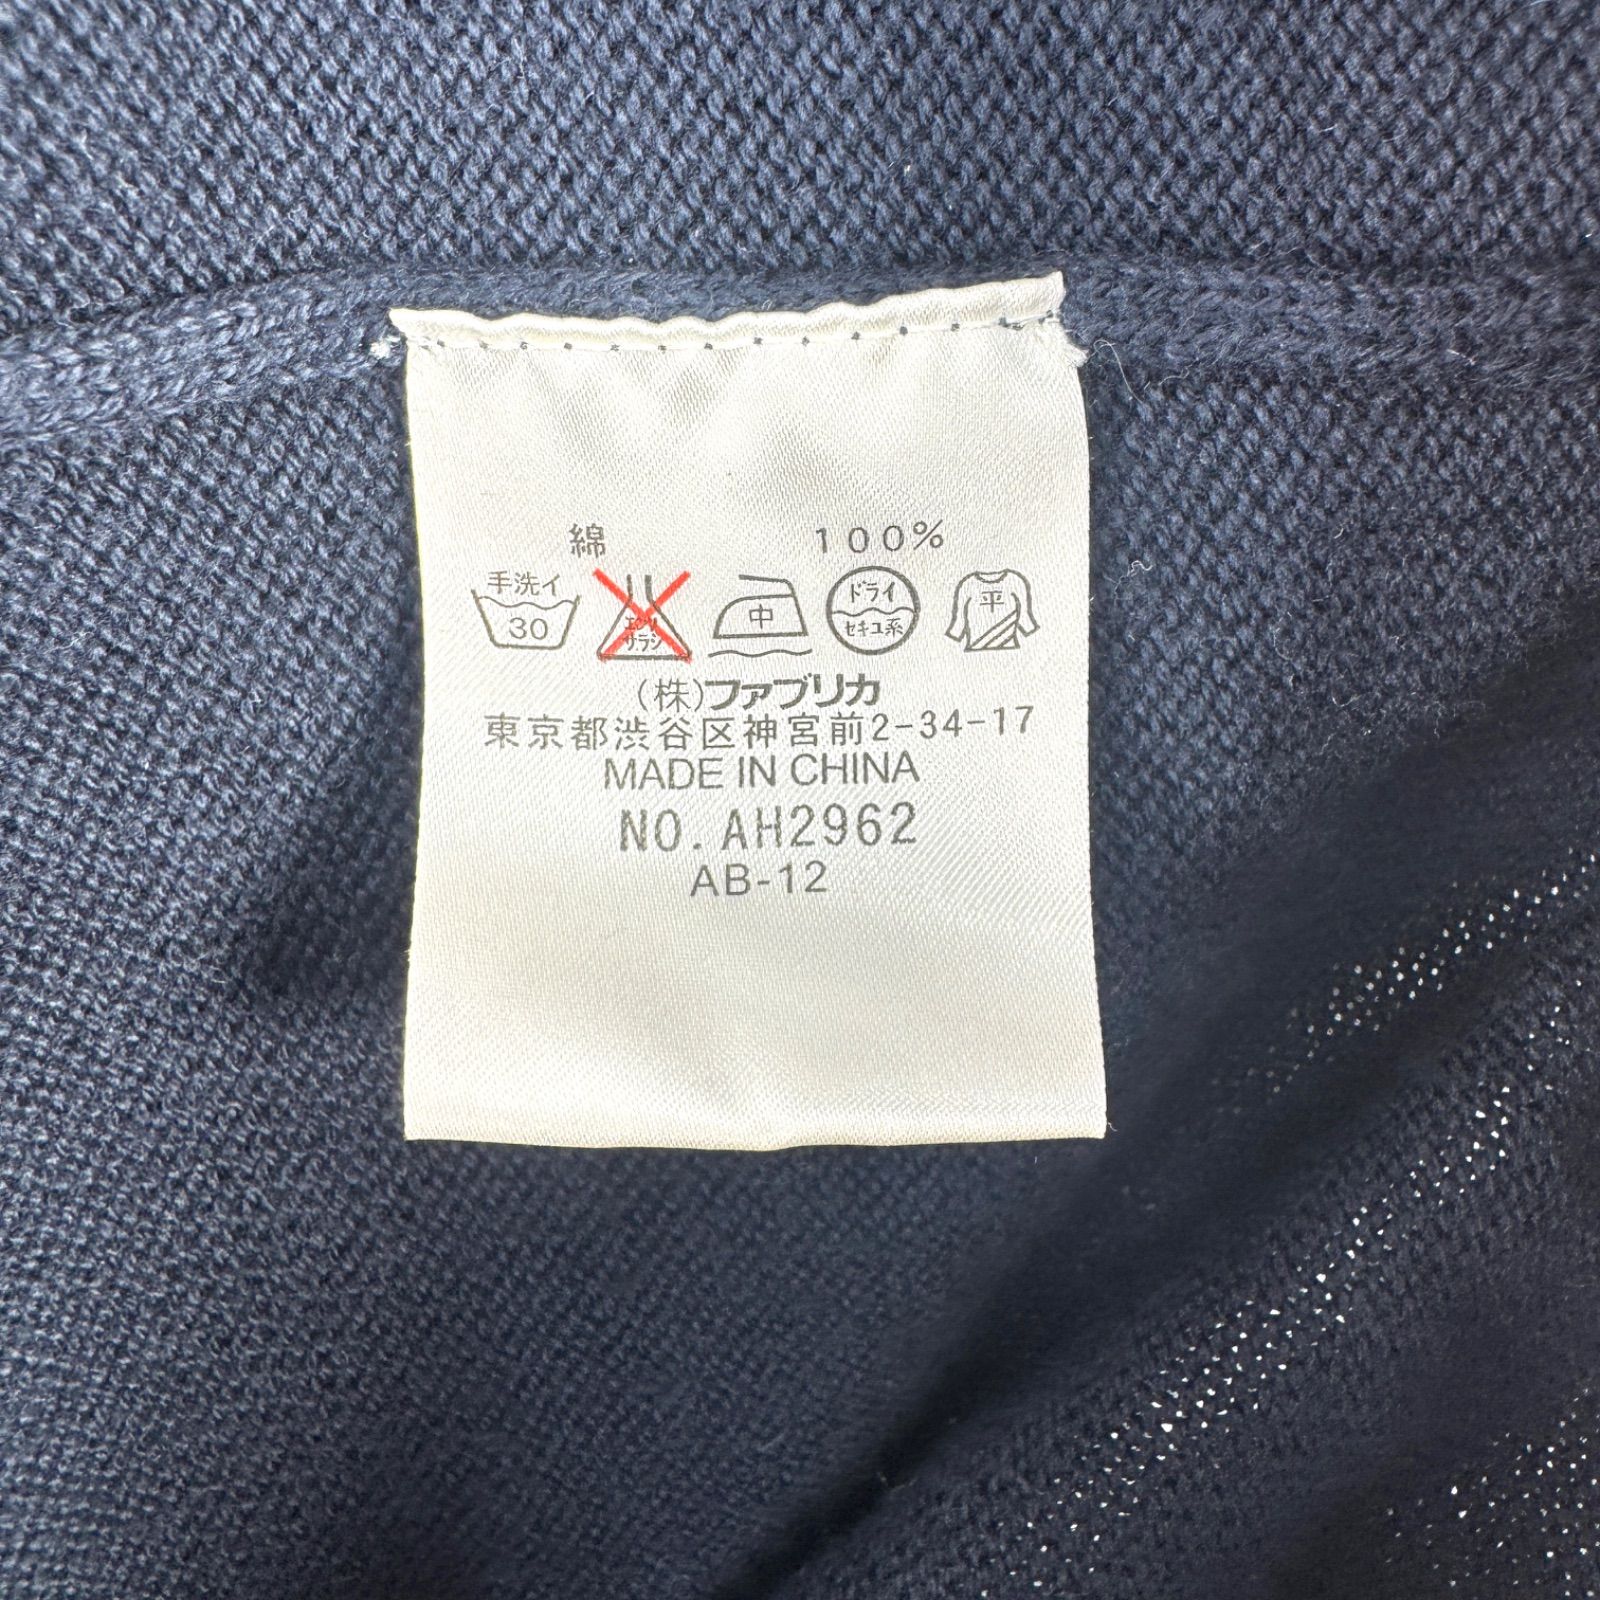 綿 100%
手洗イ 30 エンソサラシ 中 ドライ セキユ系 平
(株)ファブリカ
東京都渋谷区神宮前2-34-17
MADE IN CHINA
NO. AH2962
AB-12